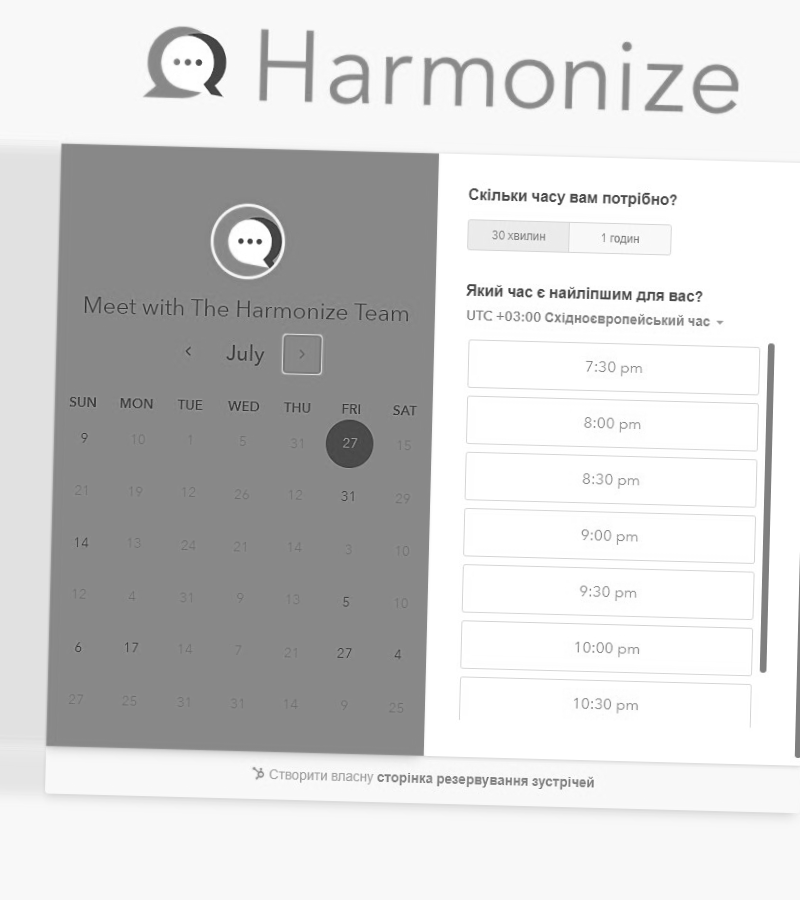 Harmonize
Meet with The Harmonize Team
July
SUN MON TUE WED THU FRI SAT
9 10 1 5 31 27 15
21 19 12 26 12 31 29
14 13 24 21 14 3 10
12 4 31 9 13 5 10
6 17 14 7 21 27 4
27 25 31 31 14 9 25
Скільки часу вам потрібно?
30 хвилин 1 годин
Який час є найліпшим для вас?
UTC +03:00 Східноєвропейський час
7:30 pm
8:00 pm
8:30 pm
9:00 pm
9:30 pm
10:00 pm
10:30 pm
Створити власну сторінка резервування зустрічей